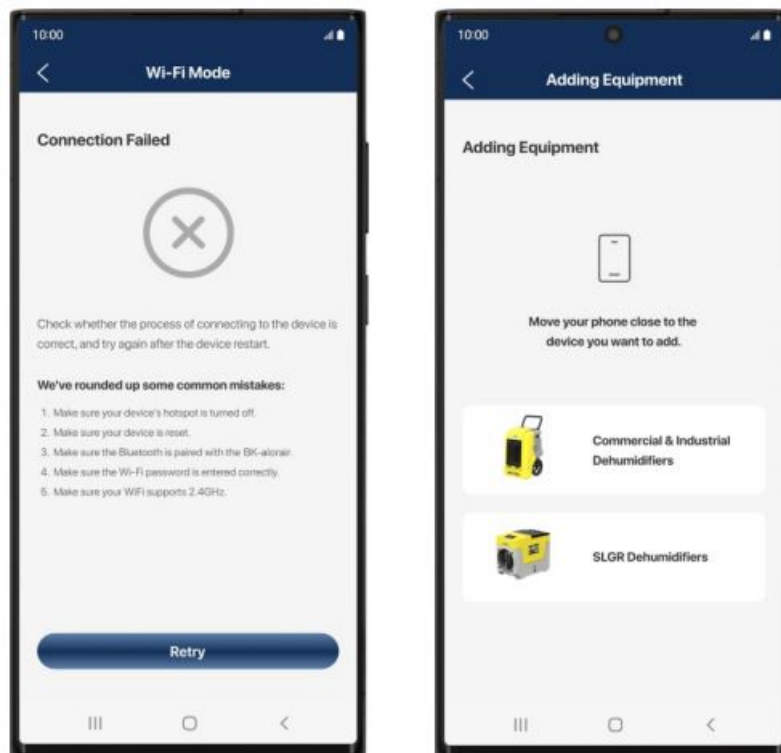 10:00
Wi-Fi Mode
Connection Failed
Check whether the process of connecting to the device is
correct, and try again after the device restart.
We've rounded up some common mistakes:
1. Make sure your device's hotspot is turned off.
2. Make sure your device is reset.
3. Make sure the Bluetooth is paired with the BK-alorair.
4. Make sure the Wi-Fi password is entered correctly.
5. Make sure your WiFi supports 2.4GHz.
Retry
10:00
Adding Equipment
Adding Equipment
Move your phone close to the
device you want to add.
Commercial & Industrial
Dehumidifiers
SLGR Dehumidifiers